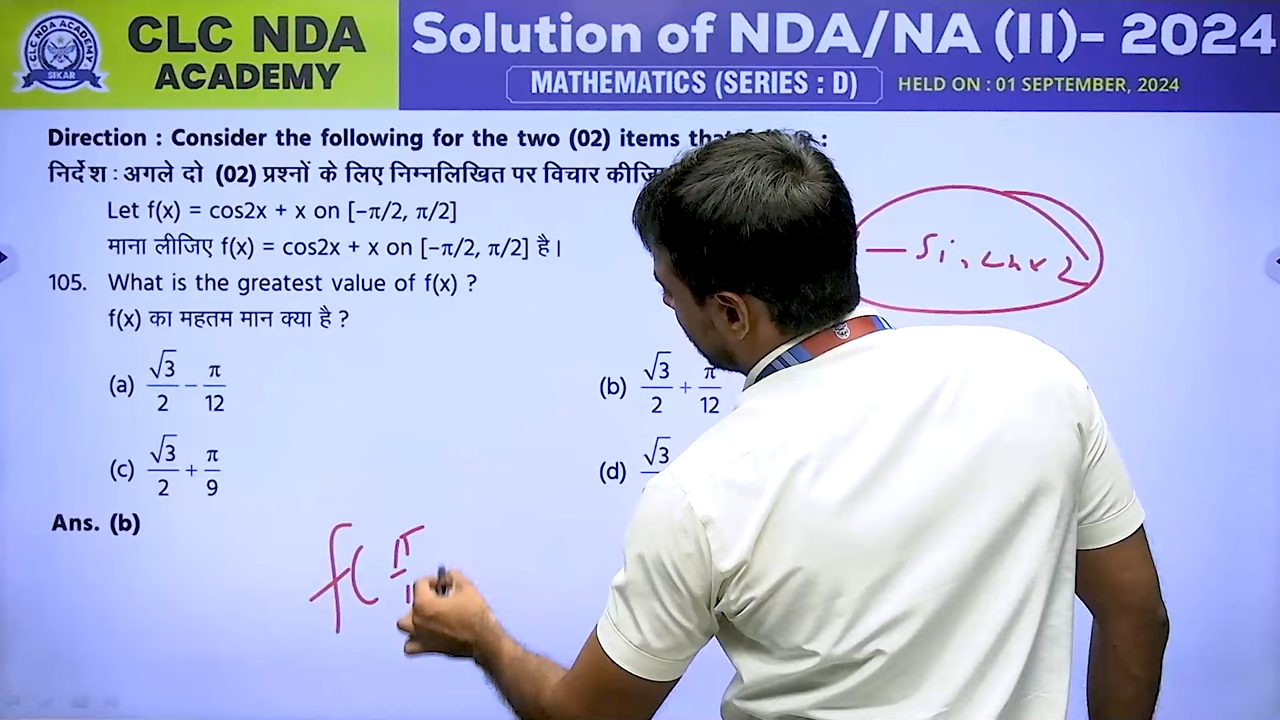 CLC NDA ACADEMY
SIKAR
CLC NDA
ACADEMY
Solution of NDA/NA (II)- 2024
MATHEMATICS (SERIES : D)
HELD ON : 01 SEPTEMBER, 2024
Direction : Consider the following for the two (02) items :
निर्देश : अगले दो (02) प्रश्नों के लिए निम्नलिखित पर विचार
Let f(x) = cos2x + x on [−π/2, π/2]
माना लीजिए f(x) = cos2x + x on [−π/2, π/2] है।
105. What is the greatest value of f(x) ?
f(x) का महतम मान क्या है ?
(a) √3/2 − π/12
(b) √3/2 + π/12
(c) √3/2 + π/9
(d) √3
Ans. (b)
f( π